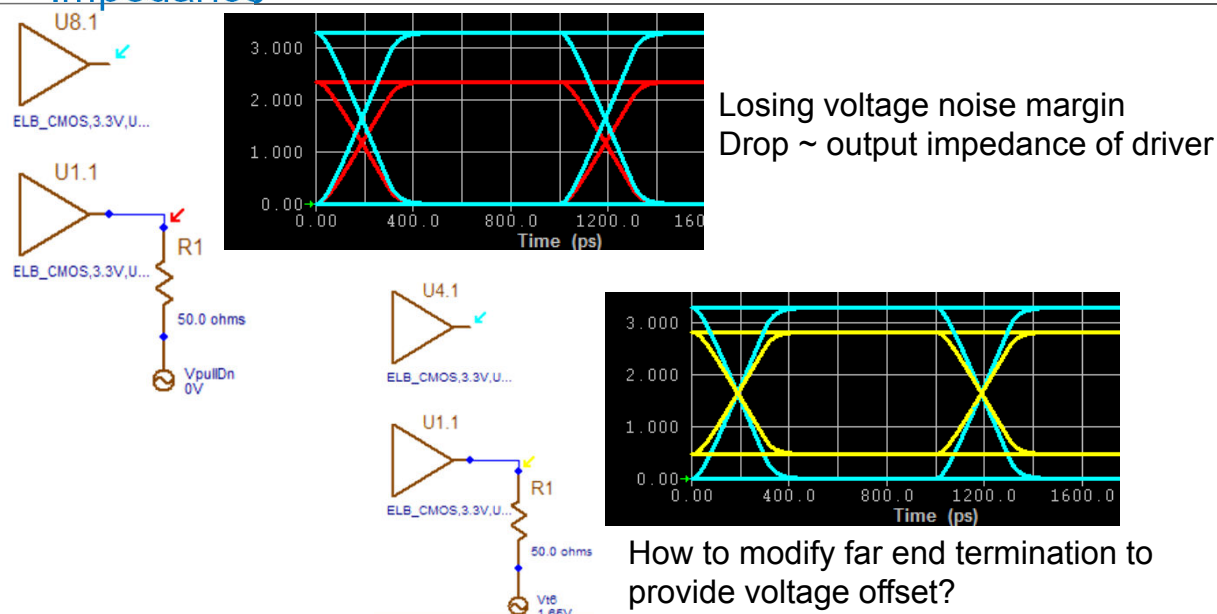 Impedance
U8.1
ELB_CMOS,3.3V,U...
U1.1
ELB_CMOS,3.3V,U...
R1
50.0 ohms
VpullDn
0V
3.000
2.000
1.000
0.00
0.00 400.0 800.0 1200.0 160
Time (ps)
Losing voltage noise margin
Drop ~ output impedance of driver
U4.1
ELB_CMOS,3.3V,U...
U1.1
ELB_CMOS,3.3V,U...
R1
50.0 ohms
Vt6
1.65V
3.000
2.000
1.000
0.00
0.00 400.0 800.0 1200.0 1600.0
Time (ps)
How to modify far end termination to
provide voltage offset?